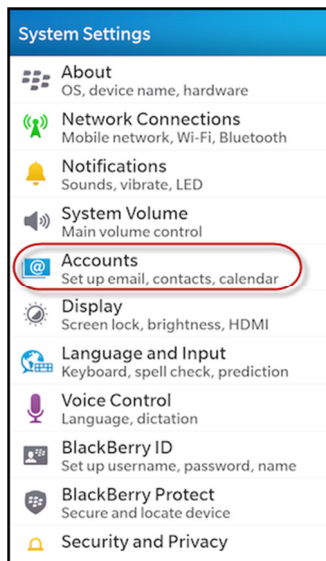 System Settings
About
OS, device name, hardware
Network Connections
Mobile network, Wi-Fi, Bluetooth
Notifications
Sounds, vibrate, LED
System Volume
Main volume control
Accounts
Set up email, contacts, calendar
Display
Screen lock, brightness, HDMI
Language and Input
Keyboard, spell check, prediction
Voice Control
Language, dictation
BlackBerry ID
Set up username, password, name
BlackBerry Protect
Secure and locate device
Security and Privacy